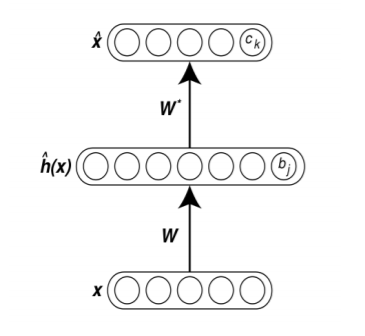 x̂ c_k
W*
ĥ(x) b_j
W
x